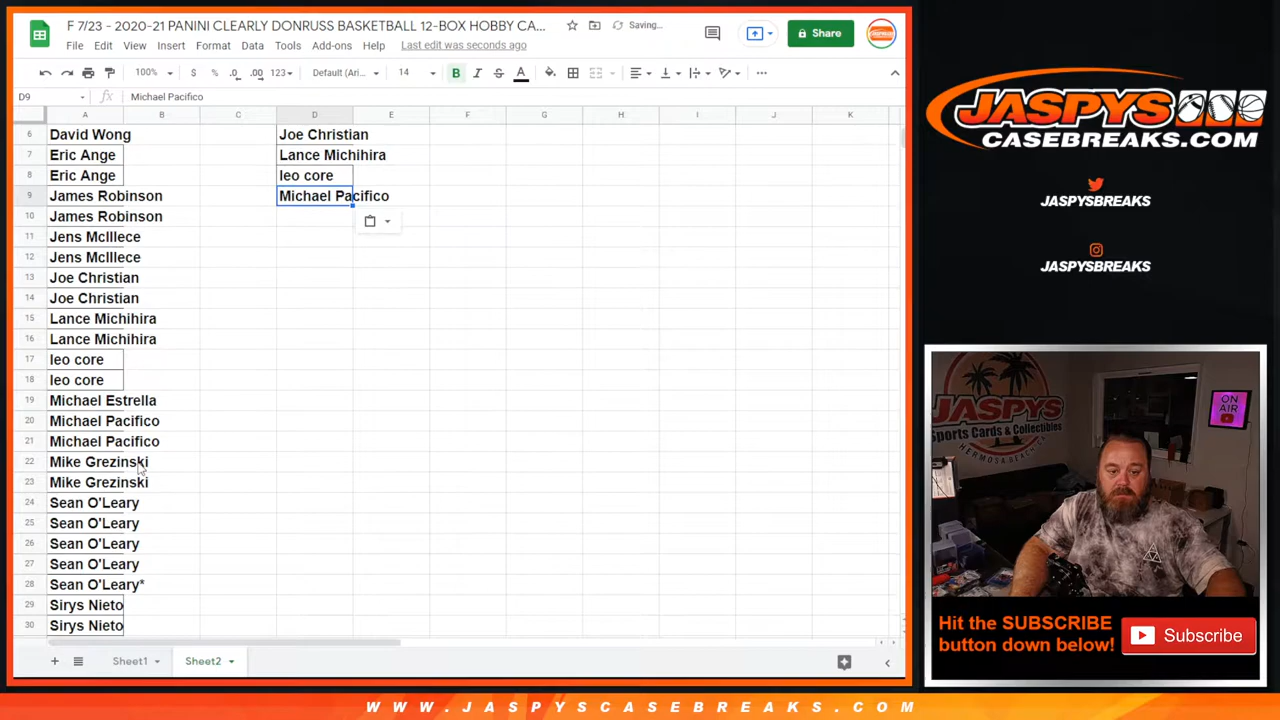 F 7/23 - 2020-21 PANINI CLEARLY DONRUSS BASKETBALL 12-BOX HOBBY CA...
Saving...
File Edit View Insert Format Data Tools Add-ons Help Last edit was seconds ago
Share
100% $ % .0 .00 123 Default (Ari... 14 B I S A
D9 fx Michael Pacifico
A B C D E F G H I J K
6 David Wong Joe Christian
7 Eric Ange Lance Michihira
8 Eric Ange leo core
9 James Robinson Michael Pacifico
10 James Robinson
11 Jens McIllece
12 Jens McIllece
13 Joe Christian
14 Joe Christian
15 Lance Michihira
16 Lance Michihira
17 leo core
18 leo core
19 Michael Estrella
20 Michael Pacifico
21 Michael Pacifico
22 Mike Grezinski
23 Mike Grezinski
24 Sean O'Leary
25 Sean O'Leary
26 Sean O'Leary
27 Sean O'Leary
28 Sean O'Leary*
29 Sirys Nieto
30 Sirys Nieto
Sheet1 Sheet2
JASPYS
CASEBREAKS.COM
JASPYSBREAKS
JASPYSBREAKS
JASPYS
Sports Cards & Collectibles
HERMOSA BEACH
ON AIR
Hit the SUBSCRIBE
button down below!
Subscribe
WWW.JASPYSCASEBREAKS.COM